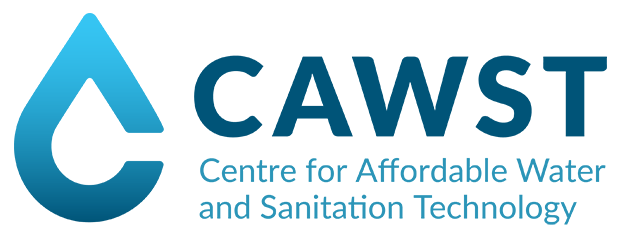 CAWST
Centre for Affordable Water
and Sanitation Technology